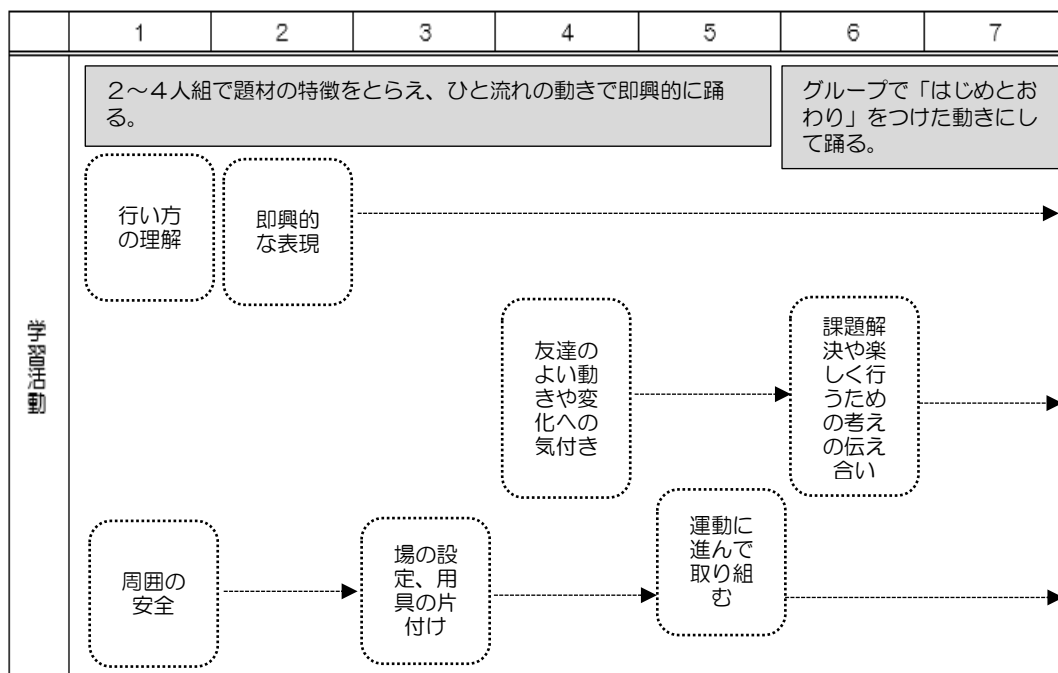 1 2 3 4 5 6 7
学習活動
2～4人組で題材の特徴をとらえ、ひと流れの動きで即興的に踊
る。
グループで「はじめとお
わり」をつけた動きにし
て踊る。
行い方
の理解
即興的
な表現
友達の
よい動
きや変
化への
気付き
課題解
決や楽
しく行
うため
の考え
の伝え
合い
周囲の
安全
場の設
定、用
具の片
付け
運動に
進んで
取り組
む